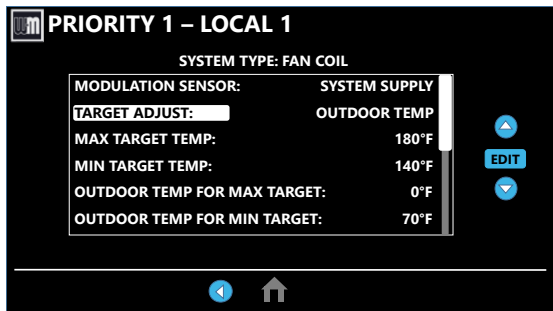 wm PRIORITY 1 – LOCAL 1
SYSTEM TYPE: FAN COIL
MODULATION SENSOR: SYSTEM SUPPLY
TARGET ADJUST: OUTDOOR TEMP
MAX TARGET TEMP: 180°F
MIN TARGET TEMP: 140°F
EDIT
OUTDOOR TEMP FOR MAX TARGET: 0°F
OUTDOOR TEMP FOR MIN TARGET: 70°F